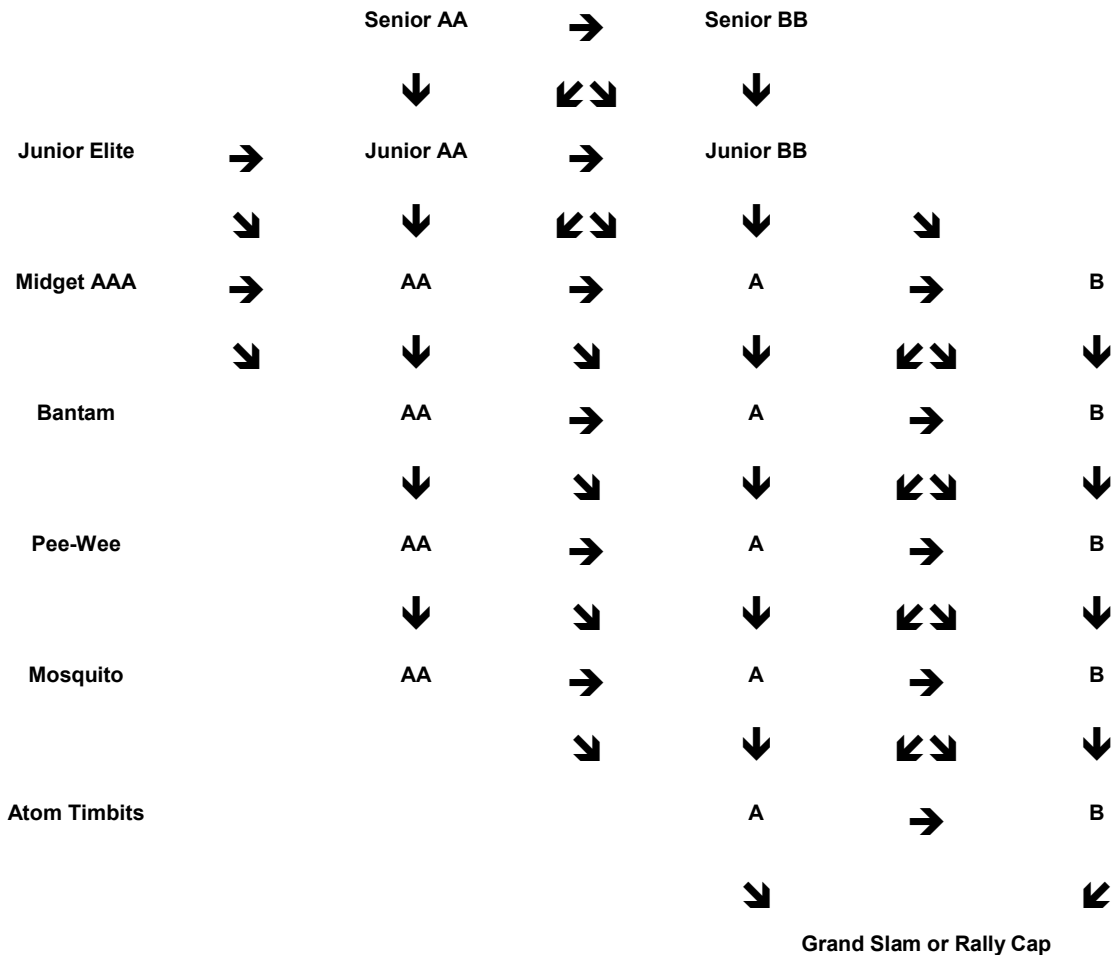 Senior AA Senior BB
Junior Elite Junior AA Junior BB
Midget AAA AA A B
Bantam AA A B
Pee-Wee AA A B
Mosquito AA A B
Atom Timbits A B
Grand Slam or Rally Cap